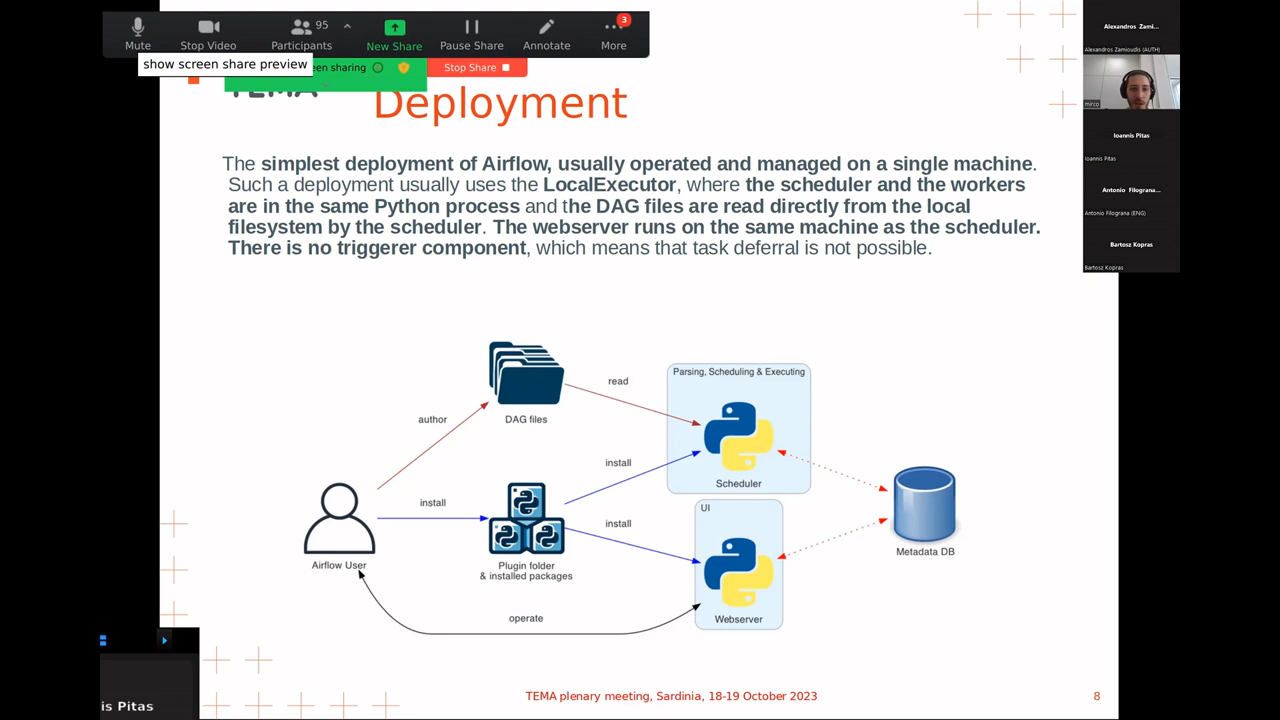 95
3
Mute
Stop Video
Participants
New Share
Pause Share
Annotate
More
show screen share preview
een sharing
Stop Share
TEMA
Deployment
Alexandros Zami...
Alexandros Zamioudis (AUTH)
mirco
Ioannis Pitas
Ioannis Pitas
Antonio Filograna...
Antonio Filograna (ENG)
Bartosz Kopras
Bartosz Kopras
The simplest deployment of Airflow, usually operated and managed on a single machine.
Such a deployment usually uses the LocalExecutor, where the scheduler and the workers
are in the same Python process and the DAG files are read directly from the local
filesystem by the scheduler. The webserver runs on the same machine as the scheduler.
There is no triggerer component, which means that task deferral is not possible.
Parsing, Scheduling & Executing
read
author
DAG files
install
Scheduler
install
install
UI
Metadata DB
Airflow User
Plugin folder
& installed packages
operate
Webserver
is Pitas
TEMA plenary meeting, Sardinia, 18-19 October 2023
8